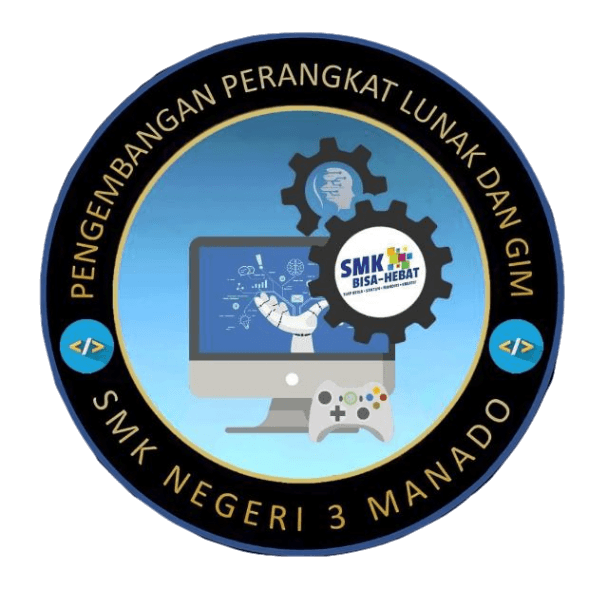 PENGEMBANGAN PERANGKAT LUNAK DAN GIM
SMK
BISA-HEBAT
</>
</>
SMK NEGERI 3 MANADO